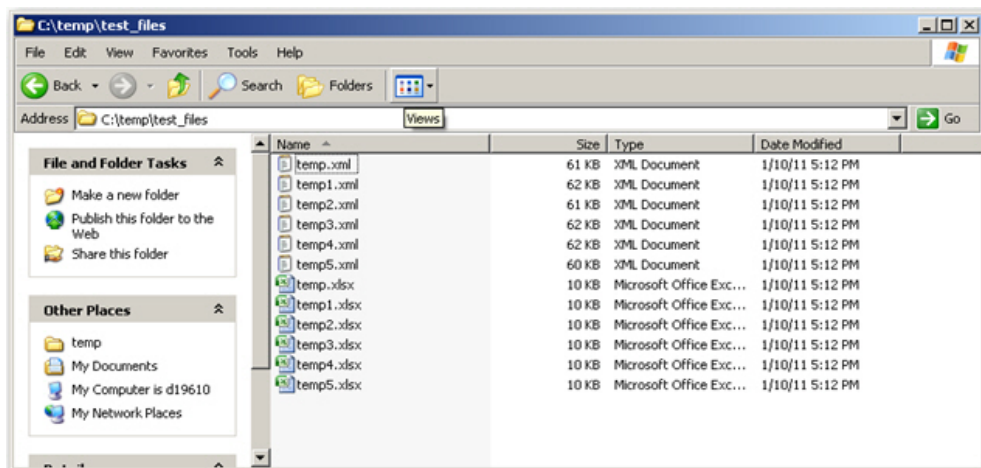 C:\temp\test_files
File Edit View Favorites Tools Help
Back Search Folders
Address C:\temp\test_files Views Go
Name Size Type Date Modified
File and Folder Tasks
Make a new folder
Publish this folder to the
Web
Share this folder
Other Places
temp
My Documents
My Computer is d19610
My Network Places
temp.xml 61 KB XML Document 1/10/11 5:12 PM
temp1.xml 62 KB XML Document 1/10/11 5:12 PM
temp2.xml 61 KB XML Document 1/10/11 5:12 PM
temp3.xml 62 KB XML Document 1/10/11 5:12 PM
temp4.xml 62 KB XML Document 1/10/11 5:12 PM
temp5.xml 60 KB XML Document 1/10/11 5:12 PM
temp.xlsx 10 KB Microsoft Office Exc... 1/10/11 5:12 PM
temp1.xlsx 10 KB Microsoft Office Exc... 1/10/11 5:12 PM
temp2.xlsx 10 KB Microsoft Office Exc... 1/10/11 5:12 PM
temp3.xlsx 10 KB Microsoft Office Exc... 1/10/11 5:12 PM
temp4.xlsx 10 KB Microsoft Office Exc... 1/10/11 5:12 PM
temp5.xlsx 10 KB Microsoft Office Exc... 1/10/11 5:12 PM